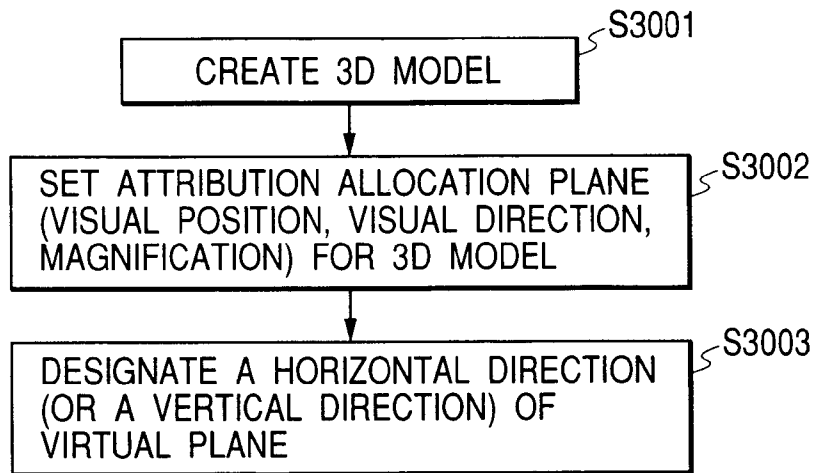 S3001
CREATE 3D MODEL
S3002
SET ATTRIBUTION ALLOCATION PLANE
(VISUAL POSITION, VISUAL DIRECTION,
MAGNIFICATION) FOR 3D MODEL
S3003
DESIGNATE A HORIZONTAL DIRECTION
(OR A VERTICAL DIRECTION) OF
VIRTUAL PLANE